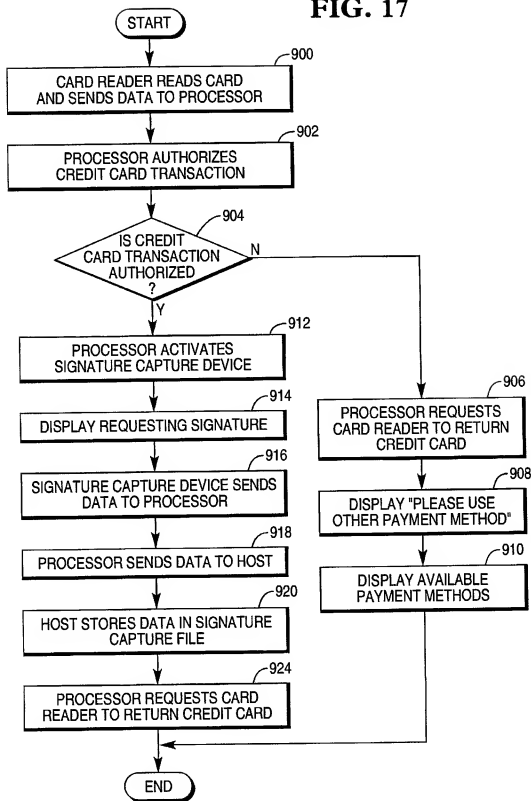 FIG. 17
START
900
CARD READER READS CARD
AND SENDS DATA TO PROCESSOR
902
PROCESSOR AUTHORIZES
CREDIT CARD TRANSACTION
904
IS CREDIT
CARD TRANSACTION
AUTHORIZED
?
N
Y
912
PROCESSOR ACTIVATES
SIGNATURE CAPTURE DEVICE
914
DISPLAY REQUESTING SIGNATURE
916
SIGNATURE CAPTURE DEVICE SENDS
DATA TO PROCESSOR
918
PROCESSOR SENDS DATA TO HOST
920
HOST STORES DATA IN SIGNATURE
CAPTURE FILE
924
PROCESSOR REQUESTS CARD
READER TO RETURN CREDIT CARD
906
PROCESSOR REQUESTS
CARD READER TO RETURN
CREDIT CARD
908
DISPLAY "PLEASE USE
OTHER PAYMENT METHOD"
910
DISPLAY AVAILABLE
PAYMENT METHODS
END